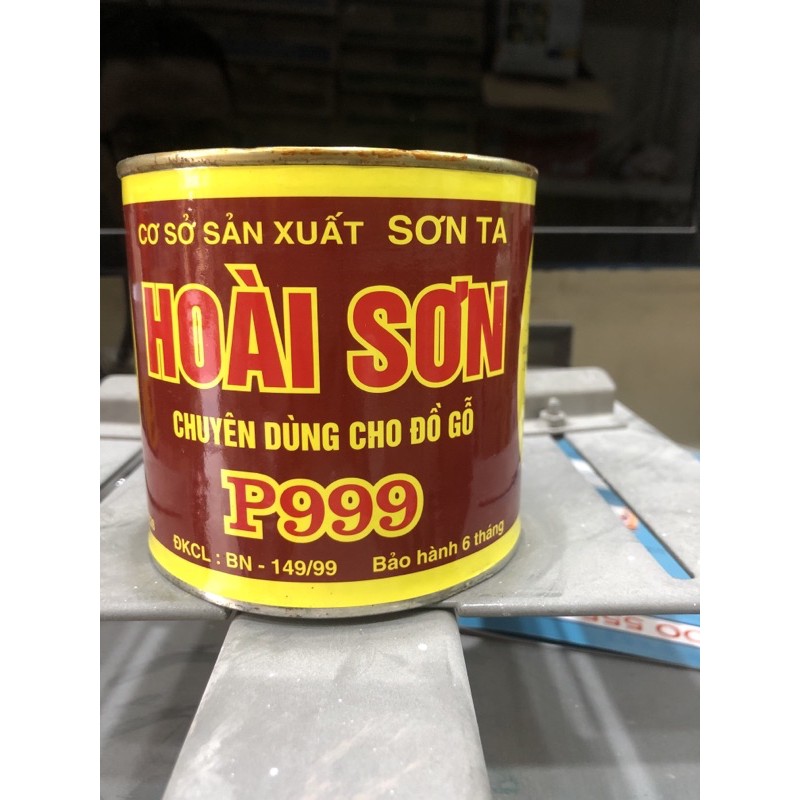 CƠ SỞ SẢN XUẤT SƠN TA
HOÀI SƠN
CHUYÊN DÙNG CHO ĐỒ GỖ
P999
ĐKCL : BN - 149/99 Bảo hành 6 tháng